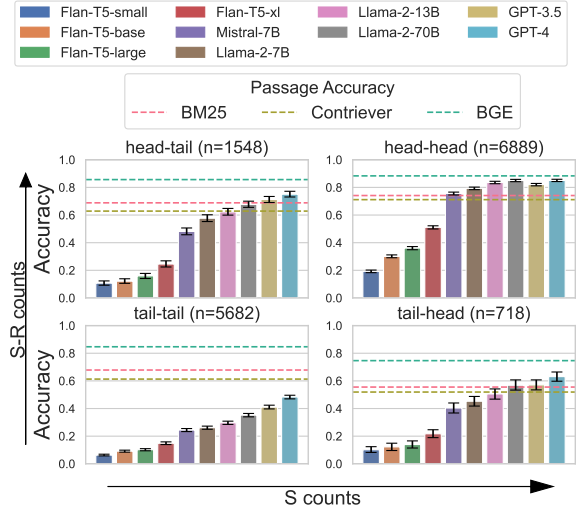 Flan-T5-small Flan-T5-xl Llama-2-13B GPT-3.5
Flan-T5-base Mistral-7B Llama-2-70B GPT-4
Flan-T5-large Llama-2-7B
Passage Accuracy
BM25 Contriever BGE
head-tail (n=1548) head-head (n=6889)
1.0 1.0
0.8 0.8
0.6 0.6
0.4 0.4
0.2 0.2
0.0 0.0
Accuracy
tail-tail (n=5682) tail-head (n=718)
1.0 1.0
0.8 0.8
0.6 0.6
0.4 0.4
0.2 0.2
0.0 0.0
Accuracy
S-R counts
S counts